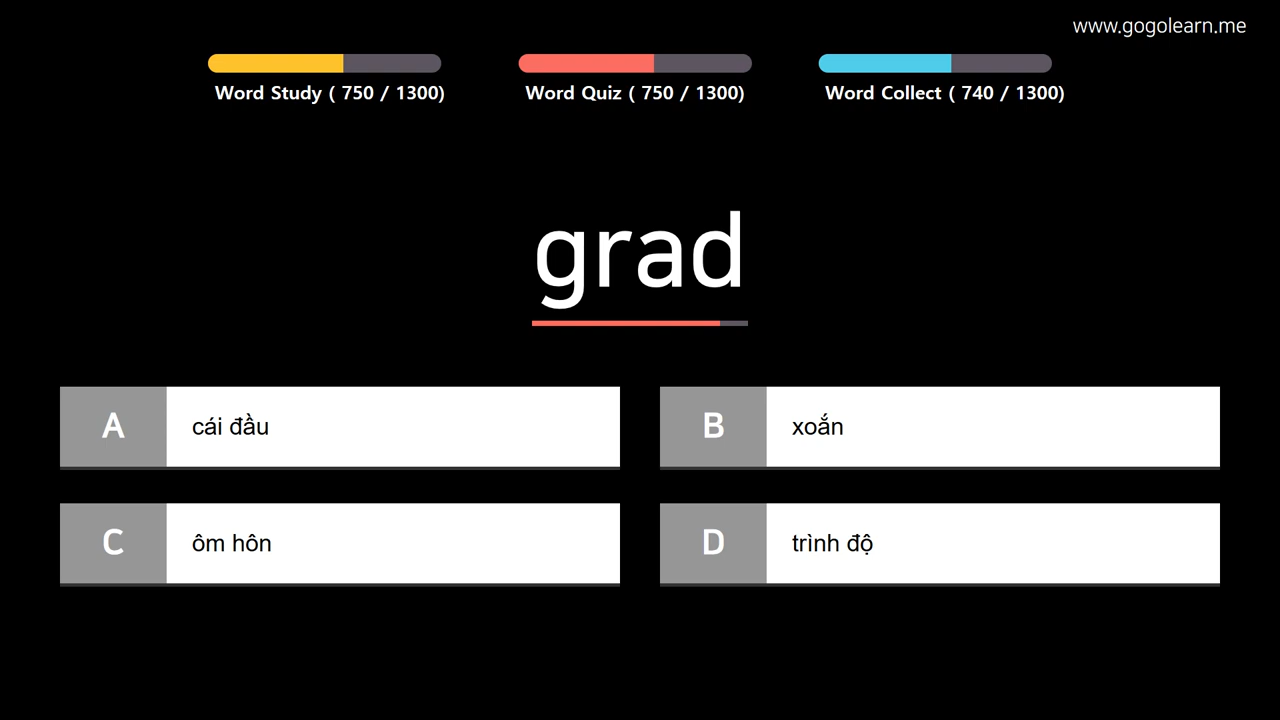 www.gogolearn.me
Word Study ( 750 / 1300)
Word Quiz ( 750 / 1300)
Word Collect ( 740 / 1300)
grad
A cái đầu
B xoắn
C ôm hôn
D trình độ